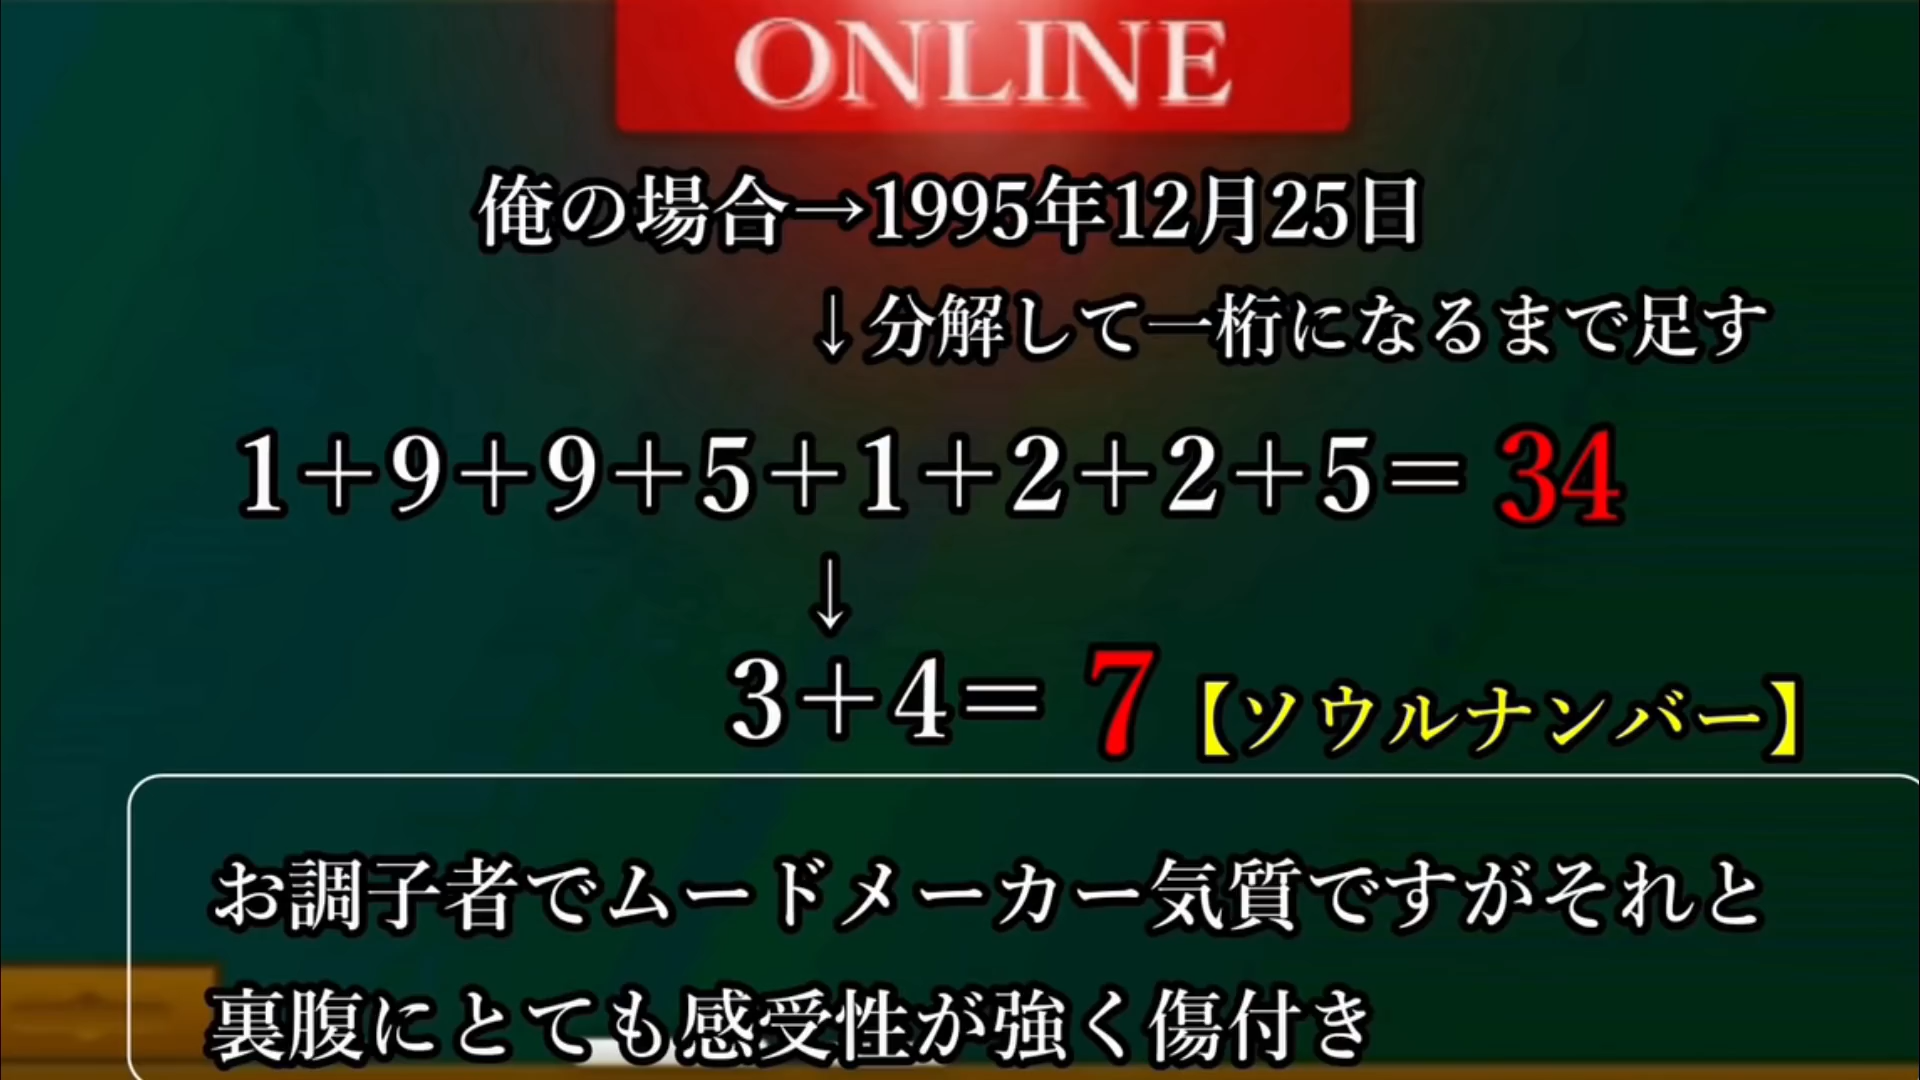 ONLINE
俺の場合→1995年12月25日
↓分解して一桁になるまで足す
1+9+9+5+1+2+2+5= 34
↓
3+4= 7【ソウルナンバー】
お調子者でムードメーカー気質ですがそれと
裏腹にとても感受性が強く傷付き